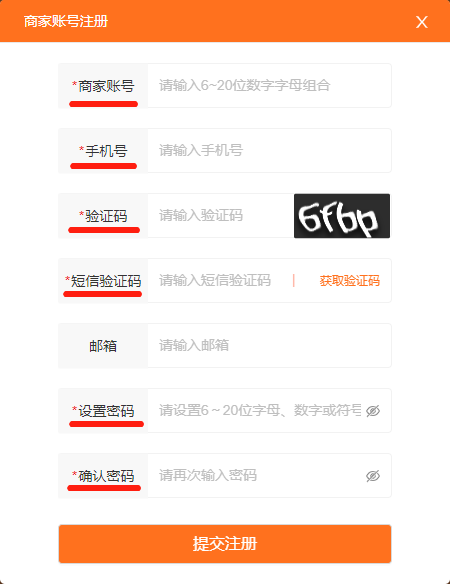 商家账号注册 X
*商家账号 请输入6~20位数字字母组合
*手机号 请输入手机号
*验证码 请输入验证码 6f6p
*短信验证码 请输入短信验证码 | 获取验证码
邮箱 请输入邮箱
*设置密码 请设置6～20位字母、数字或符号
*确认密码 请再次输入密码
提交注册